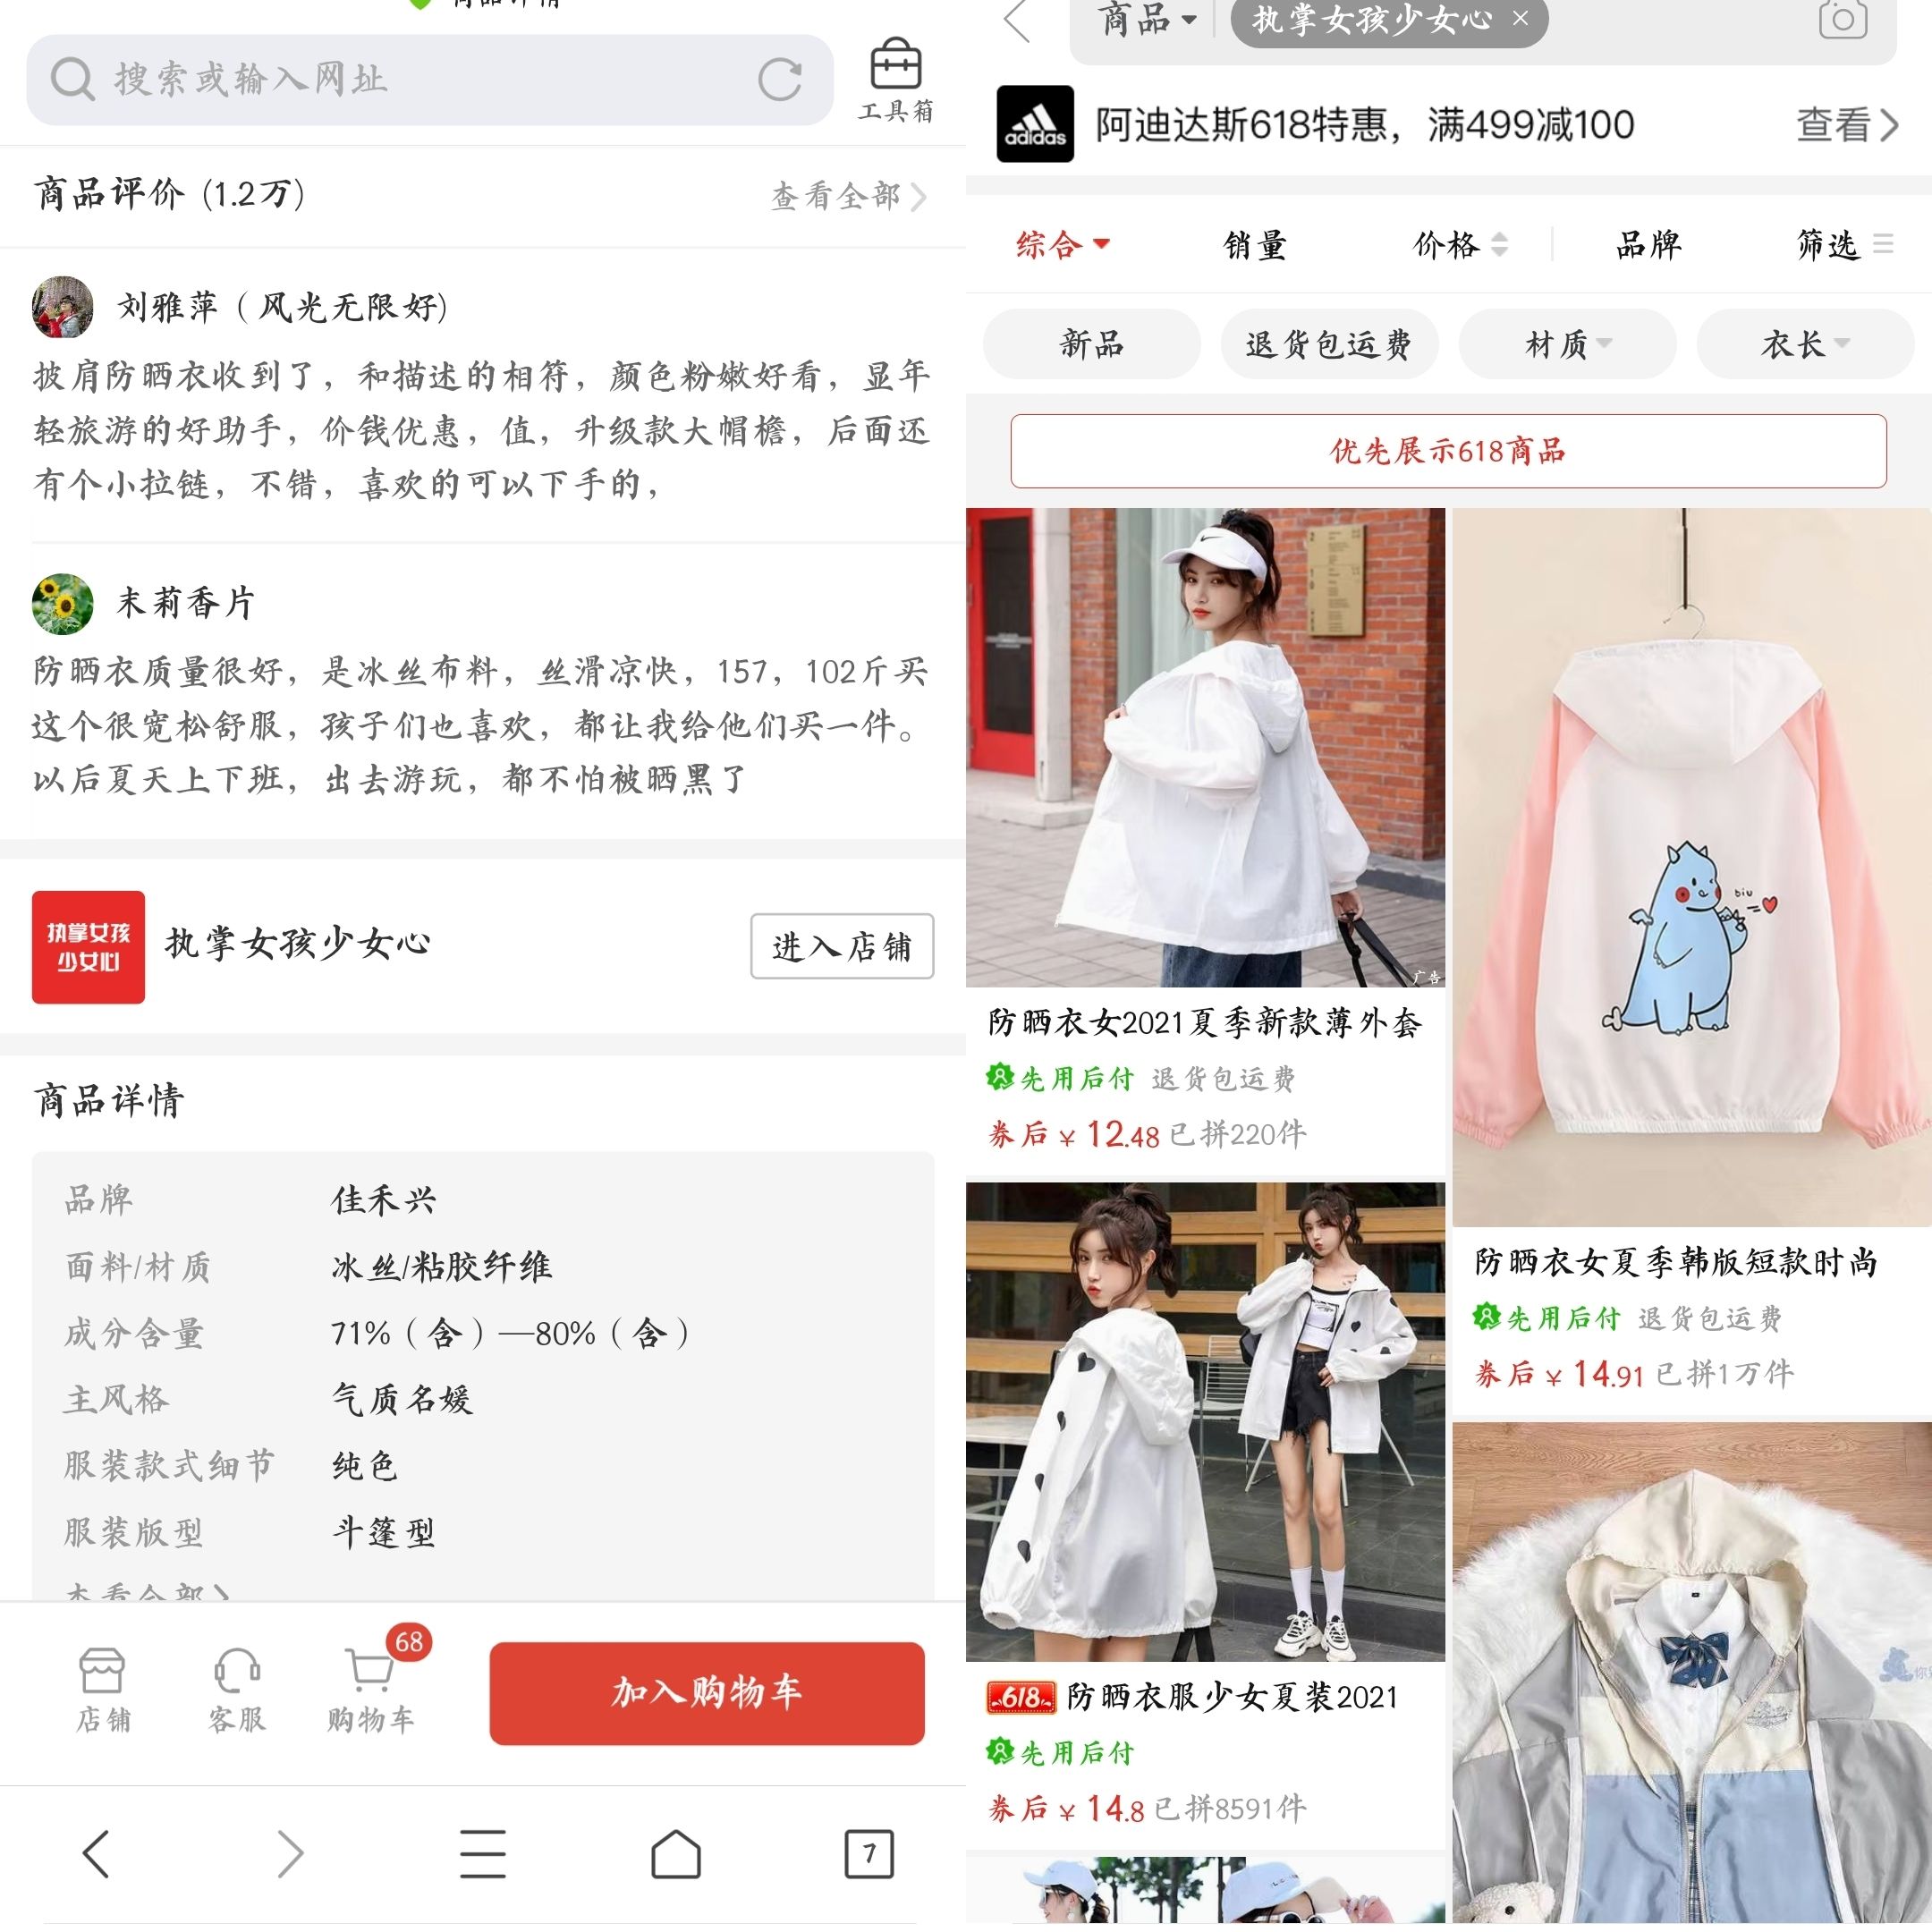 搜索或输入网址
工具箱
商品评价 (1.2万)
查看全部
刘雅萍（风光无限好)
披肩防晒衣收到了，和描述的相符，颜色粉嫩好看，显年
轻旅游的好助手，价钱优惠，值，升级款大帽檐，后面还
有个小拉链，不错，喜欢的可以下手的，
末莉香片
防晒衣质量很好，是冰丝布料，丝滑凉快，157，102斤买
这个很宽松舒服，孩子们也喜欢，都让我给他们买一件。
以后夏天上下班，出去游玩，都不怕被晒黑了
执掌女孩
少女心
执掌女孩少女心
进入店铺
商品详情
品牌 佳禾兴
面料/材质 冰丝/粘胶纤维
成分含量 71%（含）—80%（含）
主风格 气质名媛
服装款式细节 纯色
服装版型 斗篷型
查看全部
店铺
客服
68
购物车
加入购物车
7
商品
执掌女孩少女心 ×
adidas
阿迪达斯618特惠，满499减100
查看
综合 销量 价格 品牌 筛选
新品 退货包运费 材质 衣长
优先展示618商品
广告
防晒衣女2021夏季新款薄外套
先用后付 退货包运费
券后 ¥ 12.48 已拼220件
biu
防晒衣女夏季韩版短款时尚
先用后付 退货包运费
券后 ¥ 14.91 已拼1万件
618 防晒衣服少女夏装2021
先用后付
券后 ¥ 14.8 已拼8591件